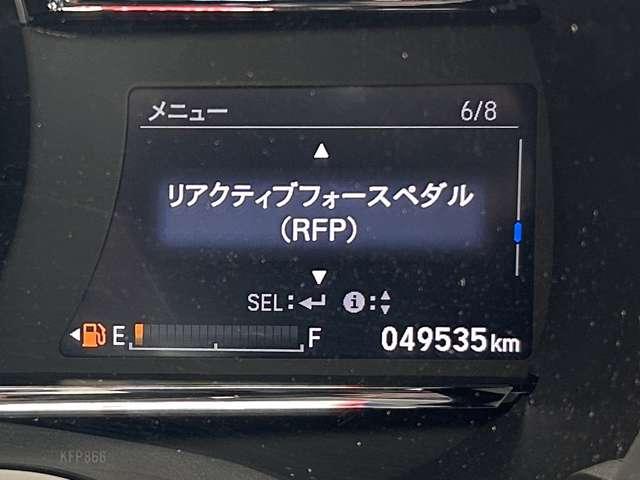 メニュー 6/8
リアクティブフォースペダル
(RFP)
SEL:↵ i:
E F 049535km
KFP866